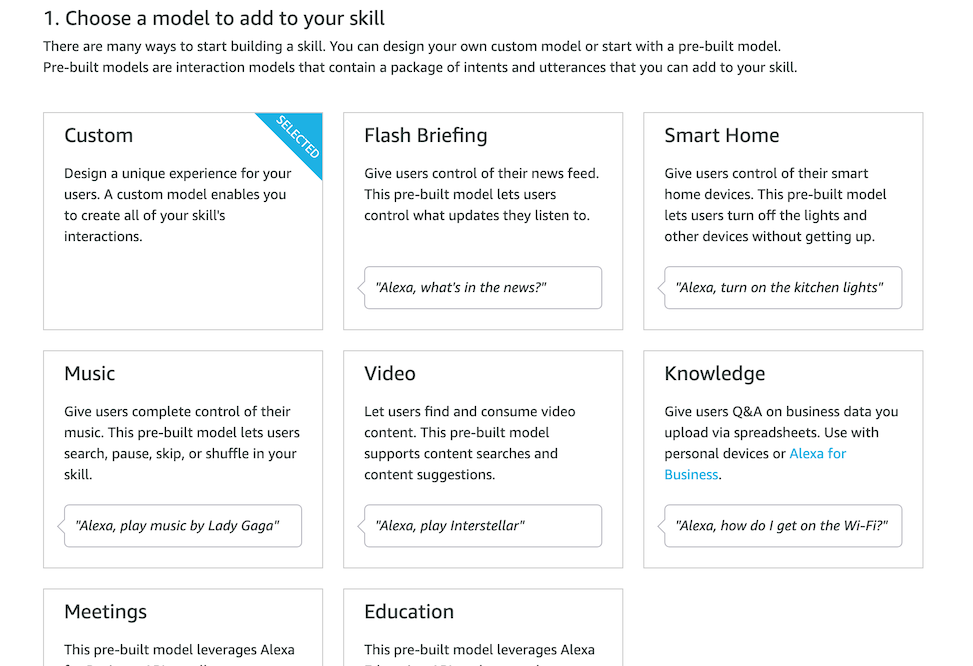 1. Choose a model to add to your skill
There are many ways to start building a skill. You can design your own custom model or start with a pre-built model.
Pre-built models are interaction models that contain a package of intents and utterances that you can add to your skill.
Custom
SELECTED
Design a unique experience for your
users. A custom model enables you
to create all of your skill's
interactions.
Flash Briefing
Give users control of their news feed.
This pre-built model lets users
control what updates they listen to.
"Alexa, what's in the news?"
Smart Home
Give users control of their smart
home devices. This pre-built model
lets users turn off the lights and
other devices without getting up.
"Alexa, turn on the kitchen lights"
Music
Give users complete control of their
music. This pre-built model lets users
search, pause, skip, or shuffle in your
skill.
"Alexa, play music by Lady Gaga"
Video
Let users find and consume video
content. This pre-built model
supports content searches and
content suggestions.
"Alexa, play Interstellar"
Knowledge
Give users Q&A on business data you
upload via spreadsheets. Use with
personal devices or Alexa for
Business.
"Alexa, how do I get on the Wi-Fi?"
Meetings
This pre-built model leverages Alexa
Education
This pre-built model leverages Alexa